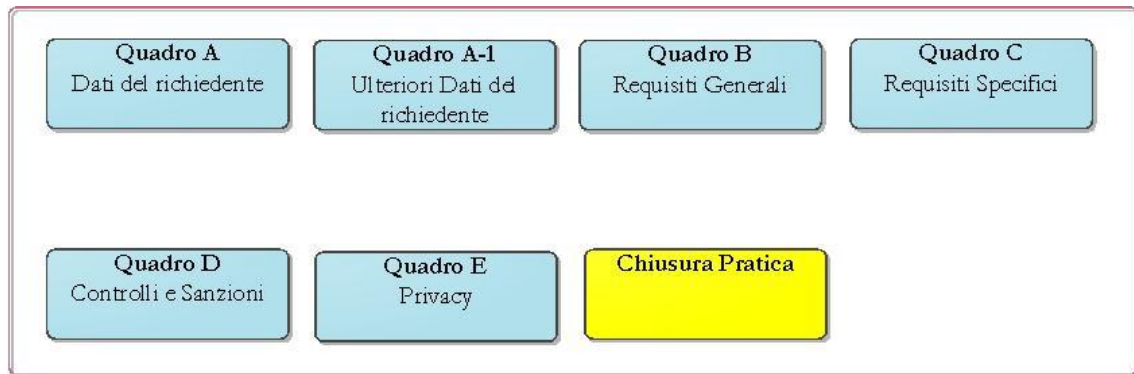 Quadro A
Dati del richiedente
Quadro A-1
Ulteriori Dati del
richiedente
Quadro B
Requisiti Generali
Quadro C
Requisiti Specifici
Quadro D
Controlli e Sanzioni
Quadro E
Privacy
Chiusura Pratica